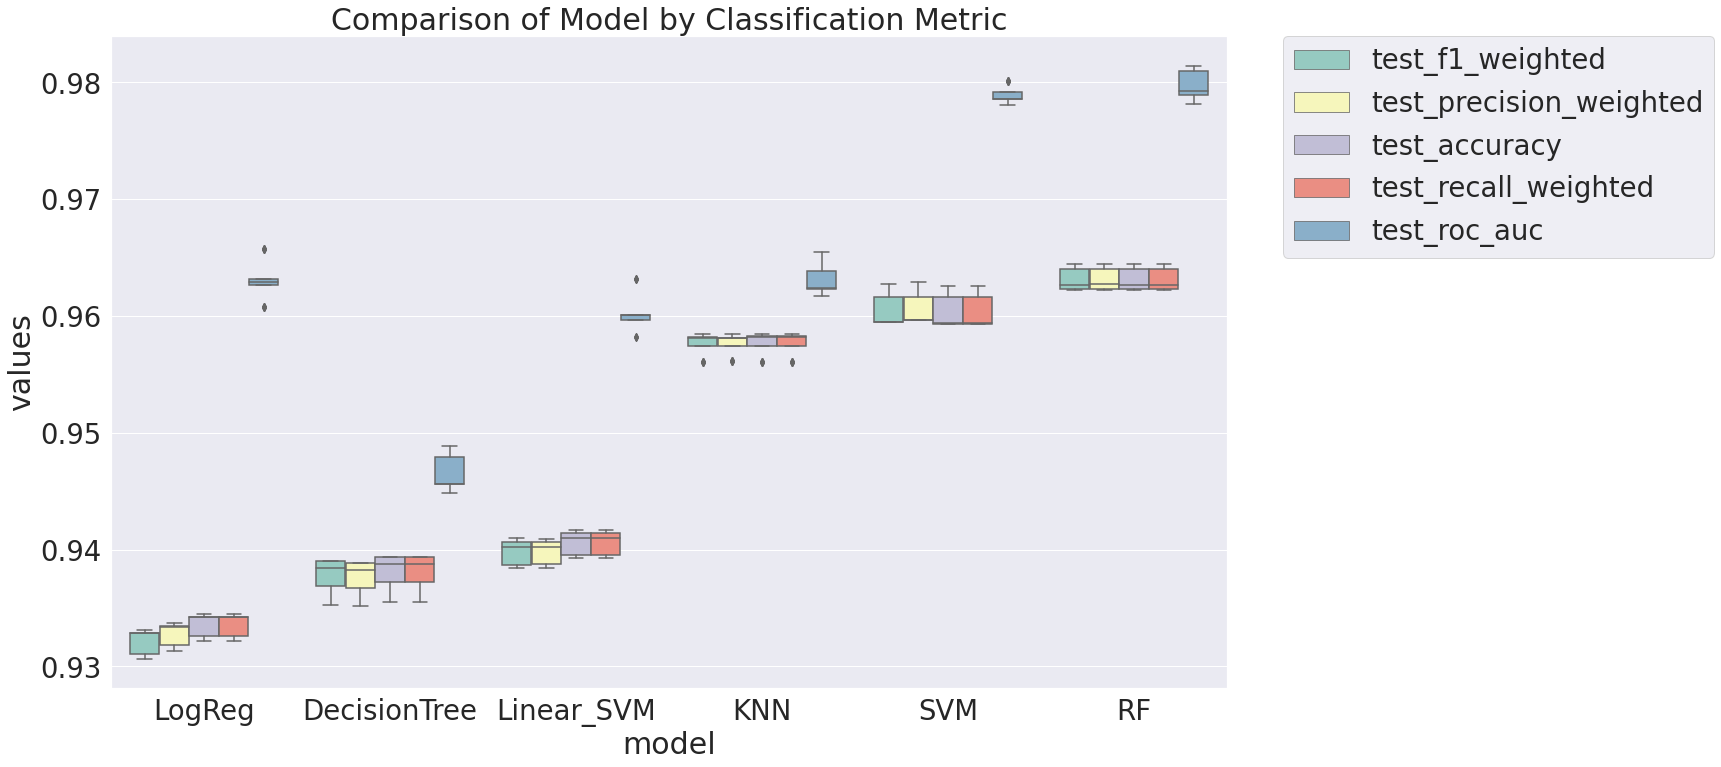 Comparison of Model by Classification Metric
test_f1_weighted
test_precision_weighted
test_accuracy
test_recall_weighted
test_roc_auc
values
0.98
0.97
0.96
0.95
0.94
0.93
LogReg DecisionTree Linear_SVM KNN SVM RF
model